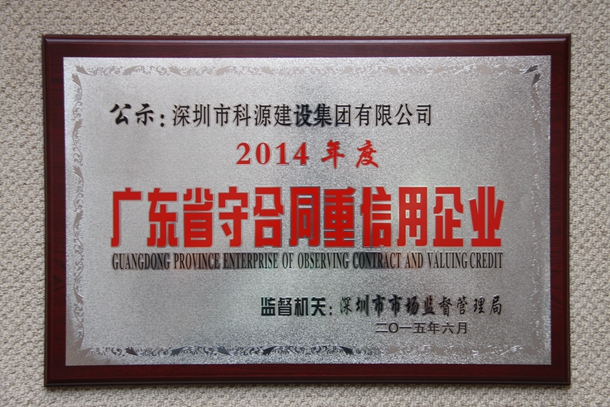 公示：深圳市科源建设集团有限公司
2014年度
广东省守合同重信用企业
GUANGDONG PROVINCE ENTERPRISE OF OBSERVING CONTRACT AND VALUING CREDIT
监督机关：深圳市市场监督管理局
二〇一五年六月